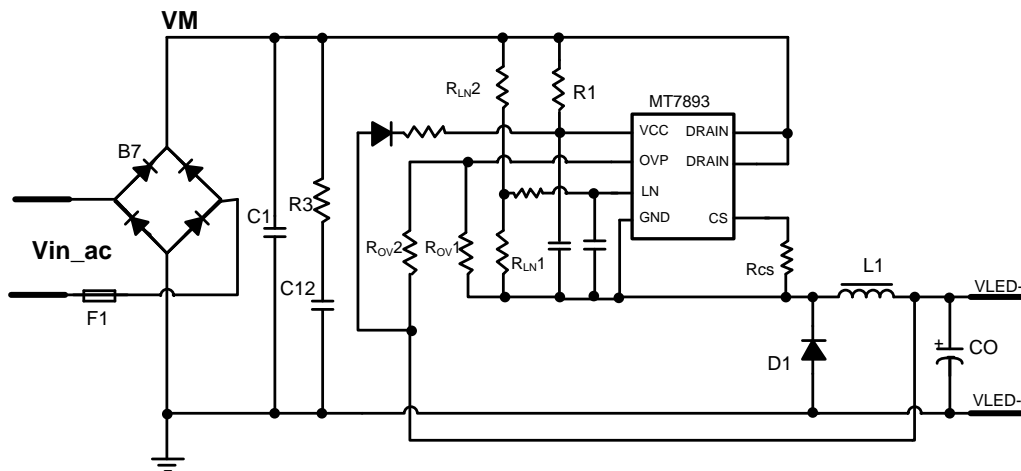 VM
B7
Vin_ac
F1
C1
R3
C12
RLN2
R1
ROV2
ROV1
RLN1
MT7893
VCC
DRAIN
OVP
DRAIN
LN
GND
CS
RCS
L1
D1
+
CO
VLED-
VLED-